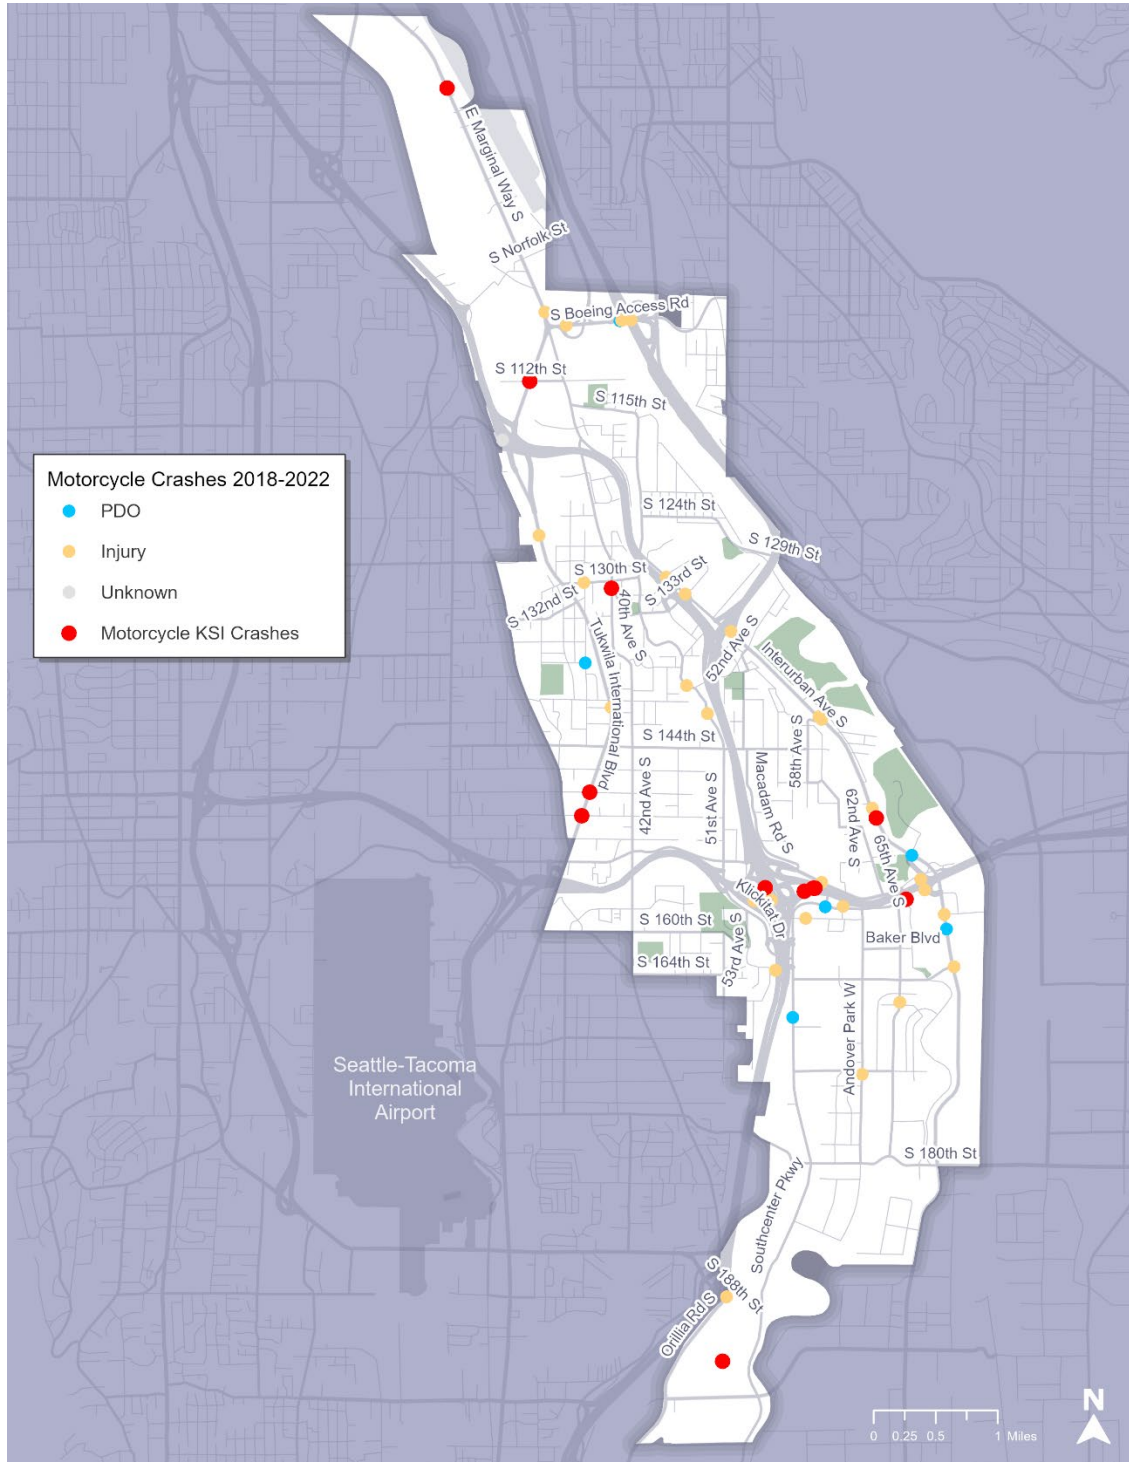 E Marginal Way S
S Norfolk St
S Boeing Access Rd
S 112th St
S 115th St
Motorcycle Crashes 2018-2022
PDO
Injury
Unknown
Motorcycle KSI Crashes
S 124th St
S 129th St
S 130th St
S 133rd St
S 132nd St
40th Ave S
52nd Ave S
Tukwila International Blvd
Interurban Ave S
S 144th St
58th Ave S
Macadam Rd S
42nd Ave S
51st Ave S
62nd Ave S
65th Ave S
Klickitat Dr
S 160th St
53rd Ave S
Baker Blvd
S 164th St
Andover Park W
Seattle-Tacoma
International
Airport
S 180th St
Southcenter Pkwy
S 188th St
Orillia Rd S
N
0 0.25 0.5 1 Miles